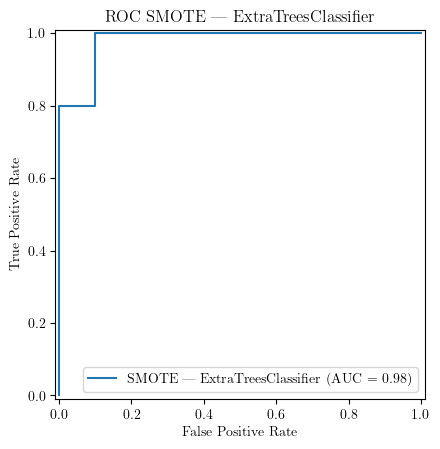 ROC SMOTE — ExtraTreesClassifier
1.0
0.8
0.6
0.4
0.2
0.0
True Positive Rate
SMOTE — ExtraTreesClassifier (AUC = 0.98)
0.0 0.2 0.4 0.6 0.8 1.0
False Positive Rate